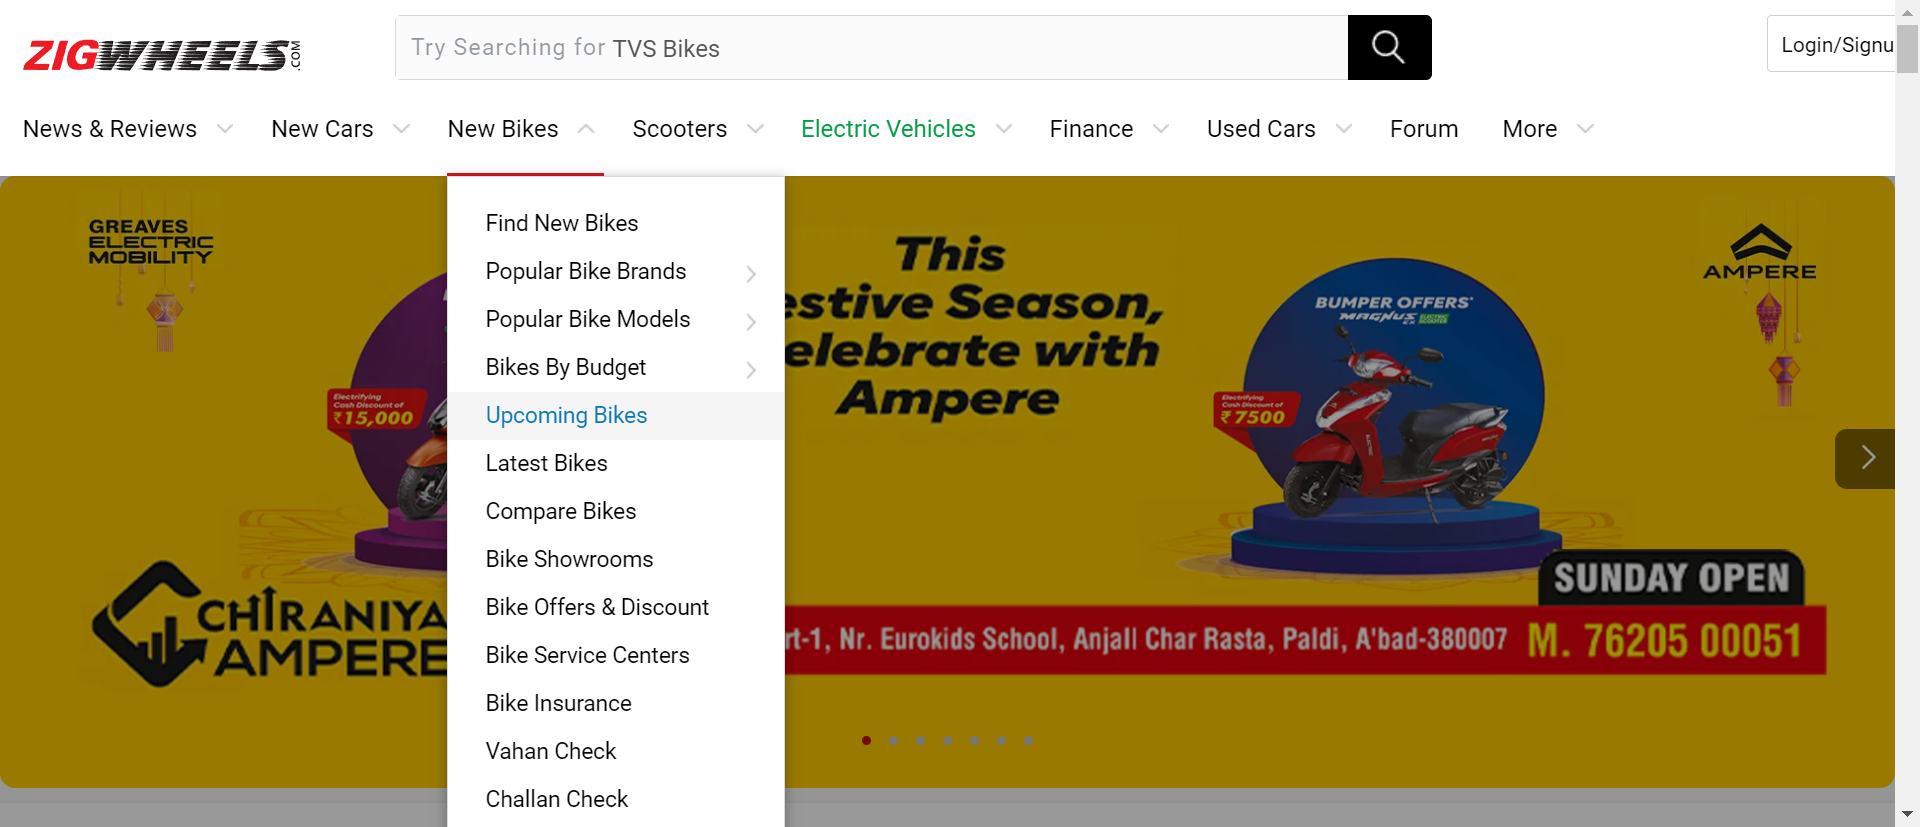 ZIGWHEELS.COM
Try Searching for TVS Bikes
Login/Signu
News & Reviews New Cars New Bikes Scooters Electric Vehicles Finance Used Cars Forum More
Find New Bikes
Popular Bike Brands
Popular Bike Models
Bikes By Budget
Upcoming Bikes
Latest Bikes
Compare Bikes
Bike Showrooms
Bike Offers & Discount
Bike Service Centers
Bike Insurance
Vahan Check
Challan Check
GREAVES
ELECTRIC
MOBILITY
Electrifying
Cash Discount of
₹15,000
CHIRANIYA
AMPERE
This
estive Season,
elebrate with
Ampere
BUMPER OFFERS*
MAGNUS EX ELECTRIC SCOOTER
Electrifying
Cash Discount of
₹7500
AMPERE
SUNDAY OPEN
rt-1, Nr. Eurokids School, Anjall Char Rasta, Paldi, A'bad-380007 M. 76205 00051